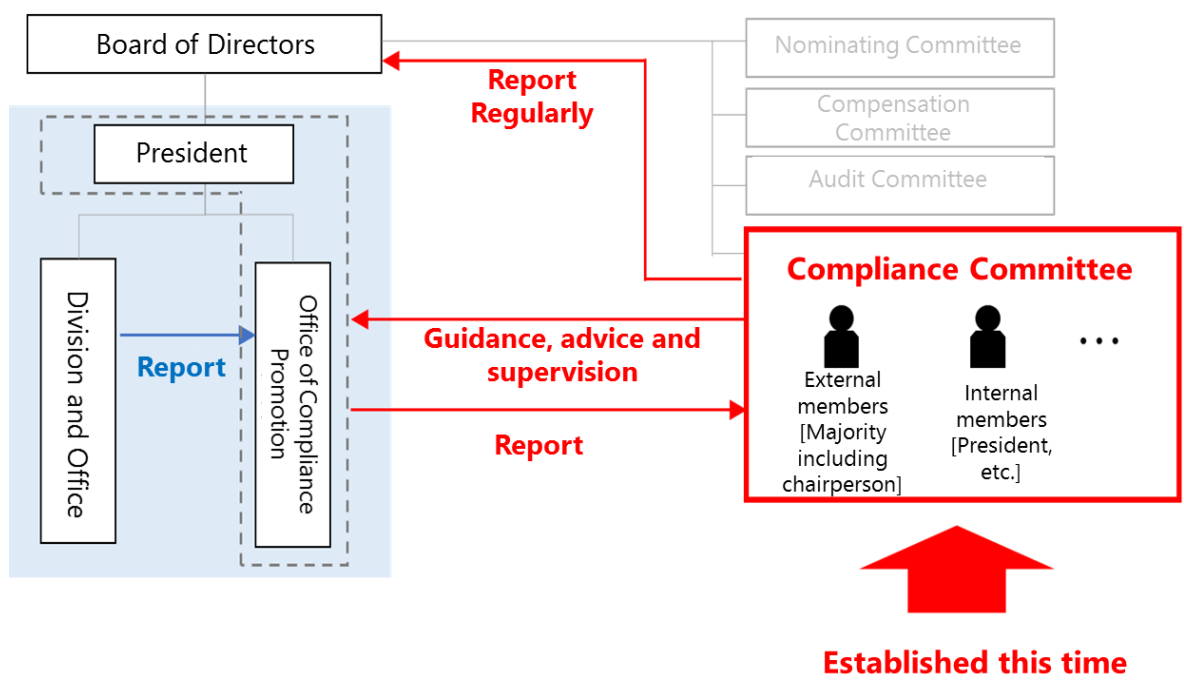 Board of Directors
Nominating Committee
Report
Regularly
Compensation
Committee
President
Audit Committee
Compliance Committee
Division and Office
Office of Compliance
Promotion
Report
Guidance, advice and
supervision
Report
External
members
[Majority
including
chairperson]
Internal
members
[President,
etc.]
...
Established this time